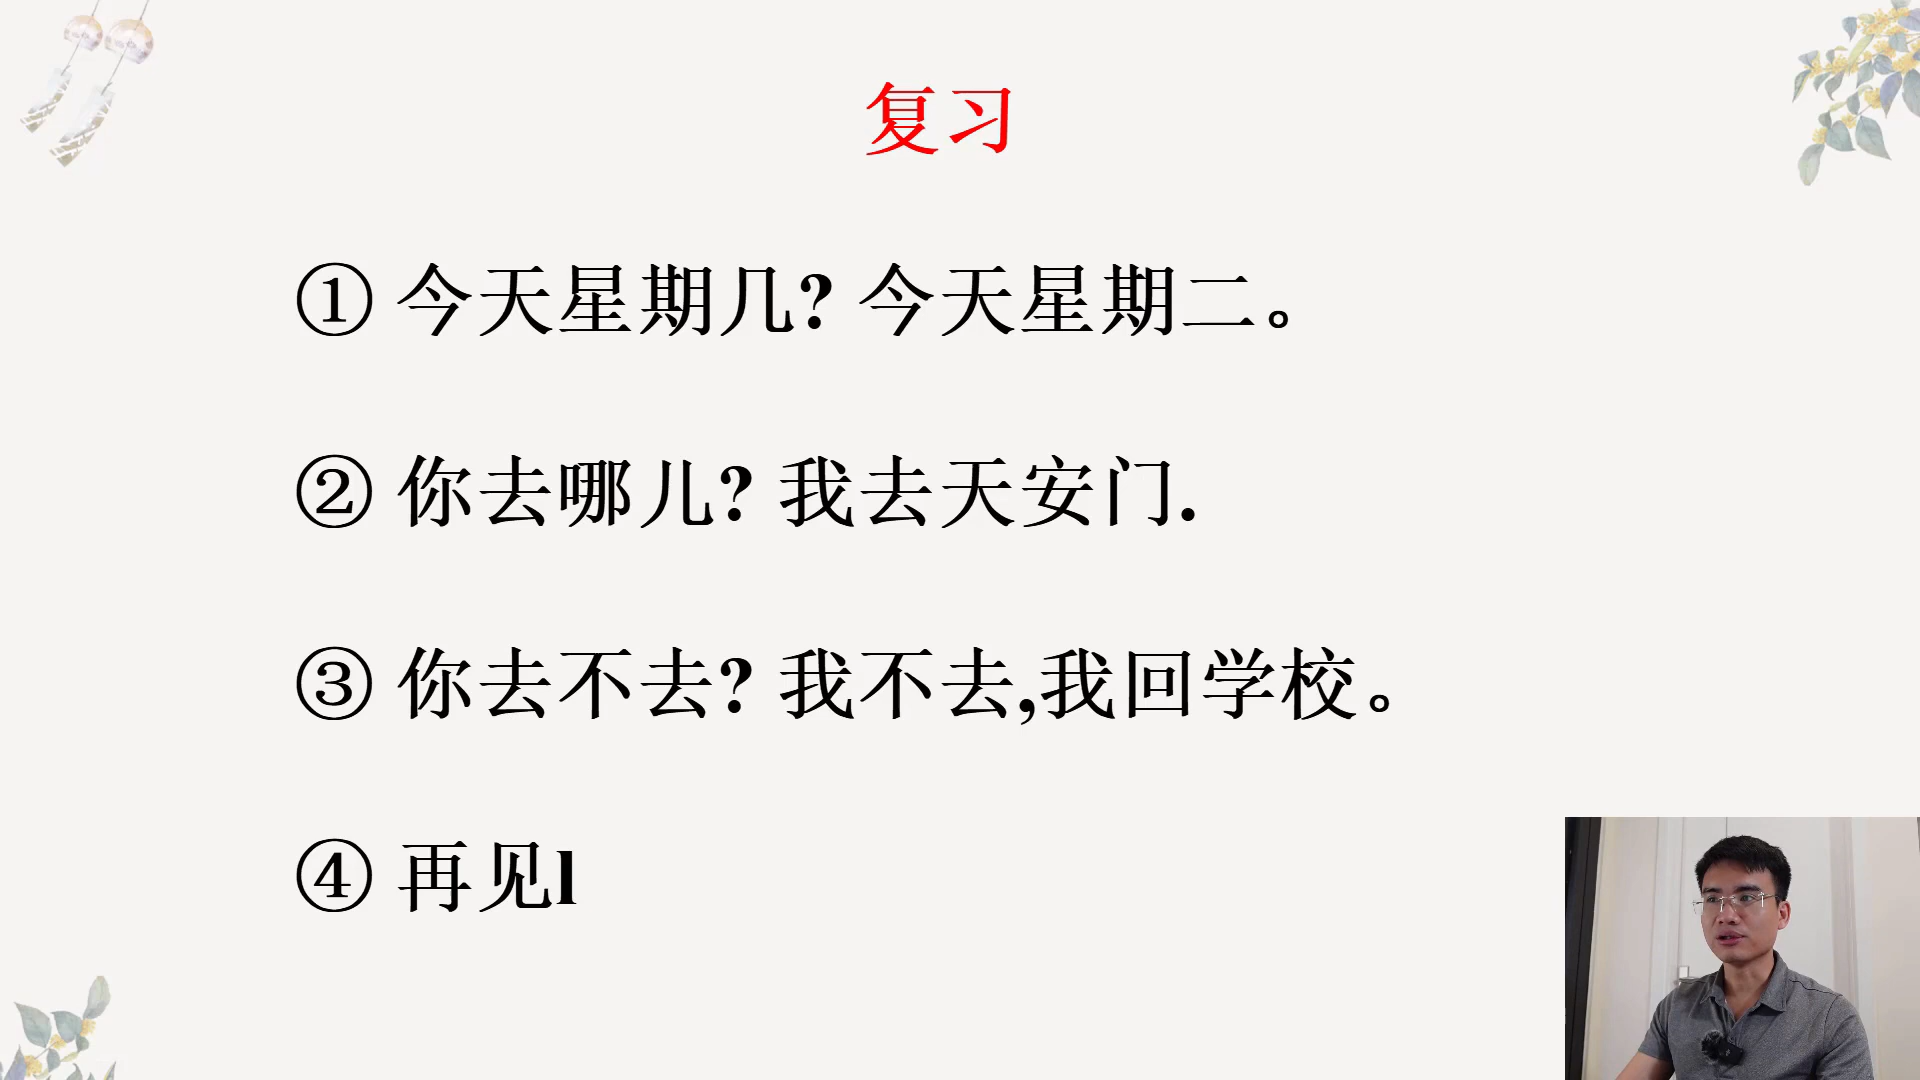 复习
① 今天星期几? 今天星期二。
② 你去哪儿? 我去天安门.
③ 你去不去? 我不去,我回学校。
④ 再见l